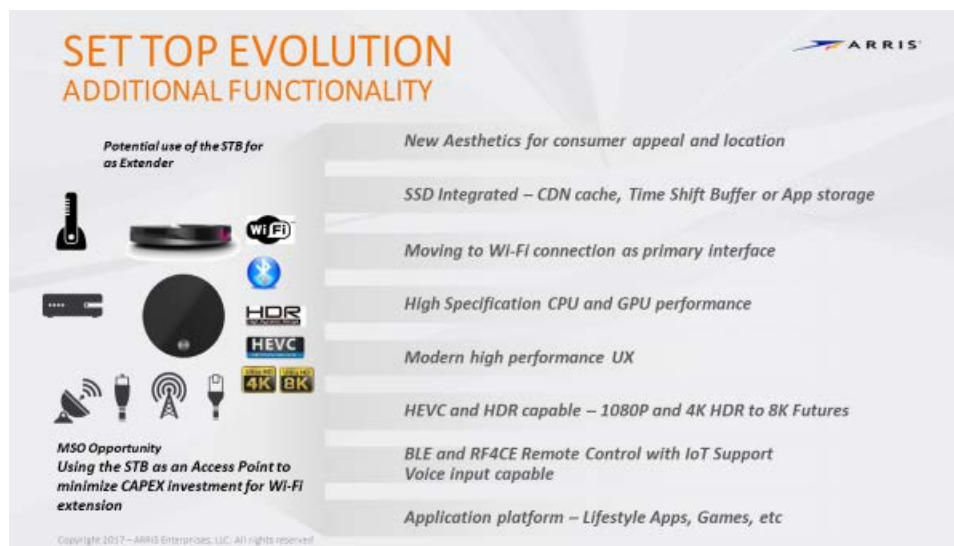 SET TOP EVOLUTION
ADDITIONAL FUNCTIONALITY
ARRIS
Potential use of the STB for
as Extender
Wi Fi
HDR
HEVC
Ultra HD
4K
Ultra HD
8K
MSO Opportunity
Using the STB as an Access Point to
minimize CAPEX investment for Wi-Fi
extension
New Aesthetics for consumer appeal and location
SSD Integrated – CDN cache, Time Shift Buffer or App storage
Moving to Wi-Fi connection as primary interface
High Specification CPU and GPU performance
Modern high performance UX
HEVC and HDR capable – 1080P and 4K HDR to 8K Futures
BLE and RF4CE Remote Control with IoT Support
Voice input capable
Application platform – Lifestyle Apps, Games, etc
Copyright 2017 – ARRIS Enterprises, LLC. All rights reserved